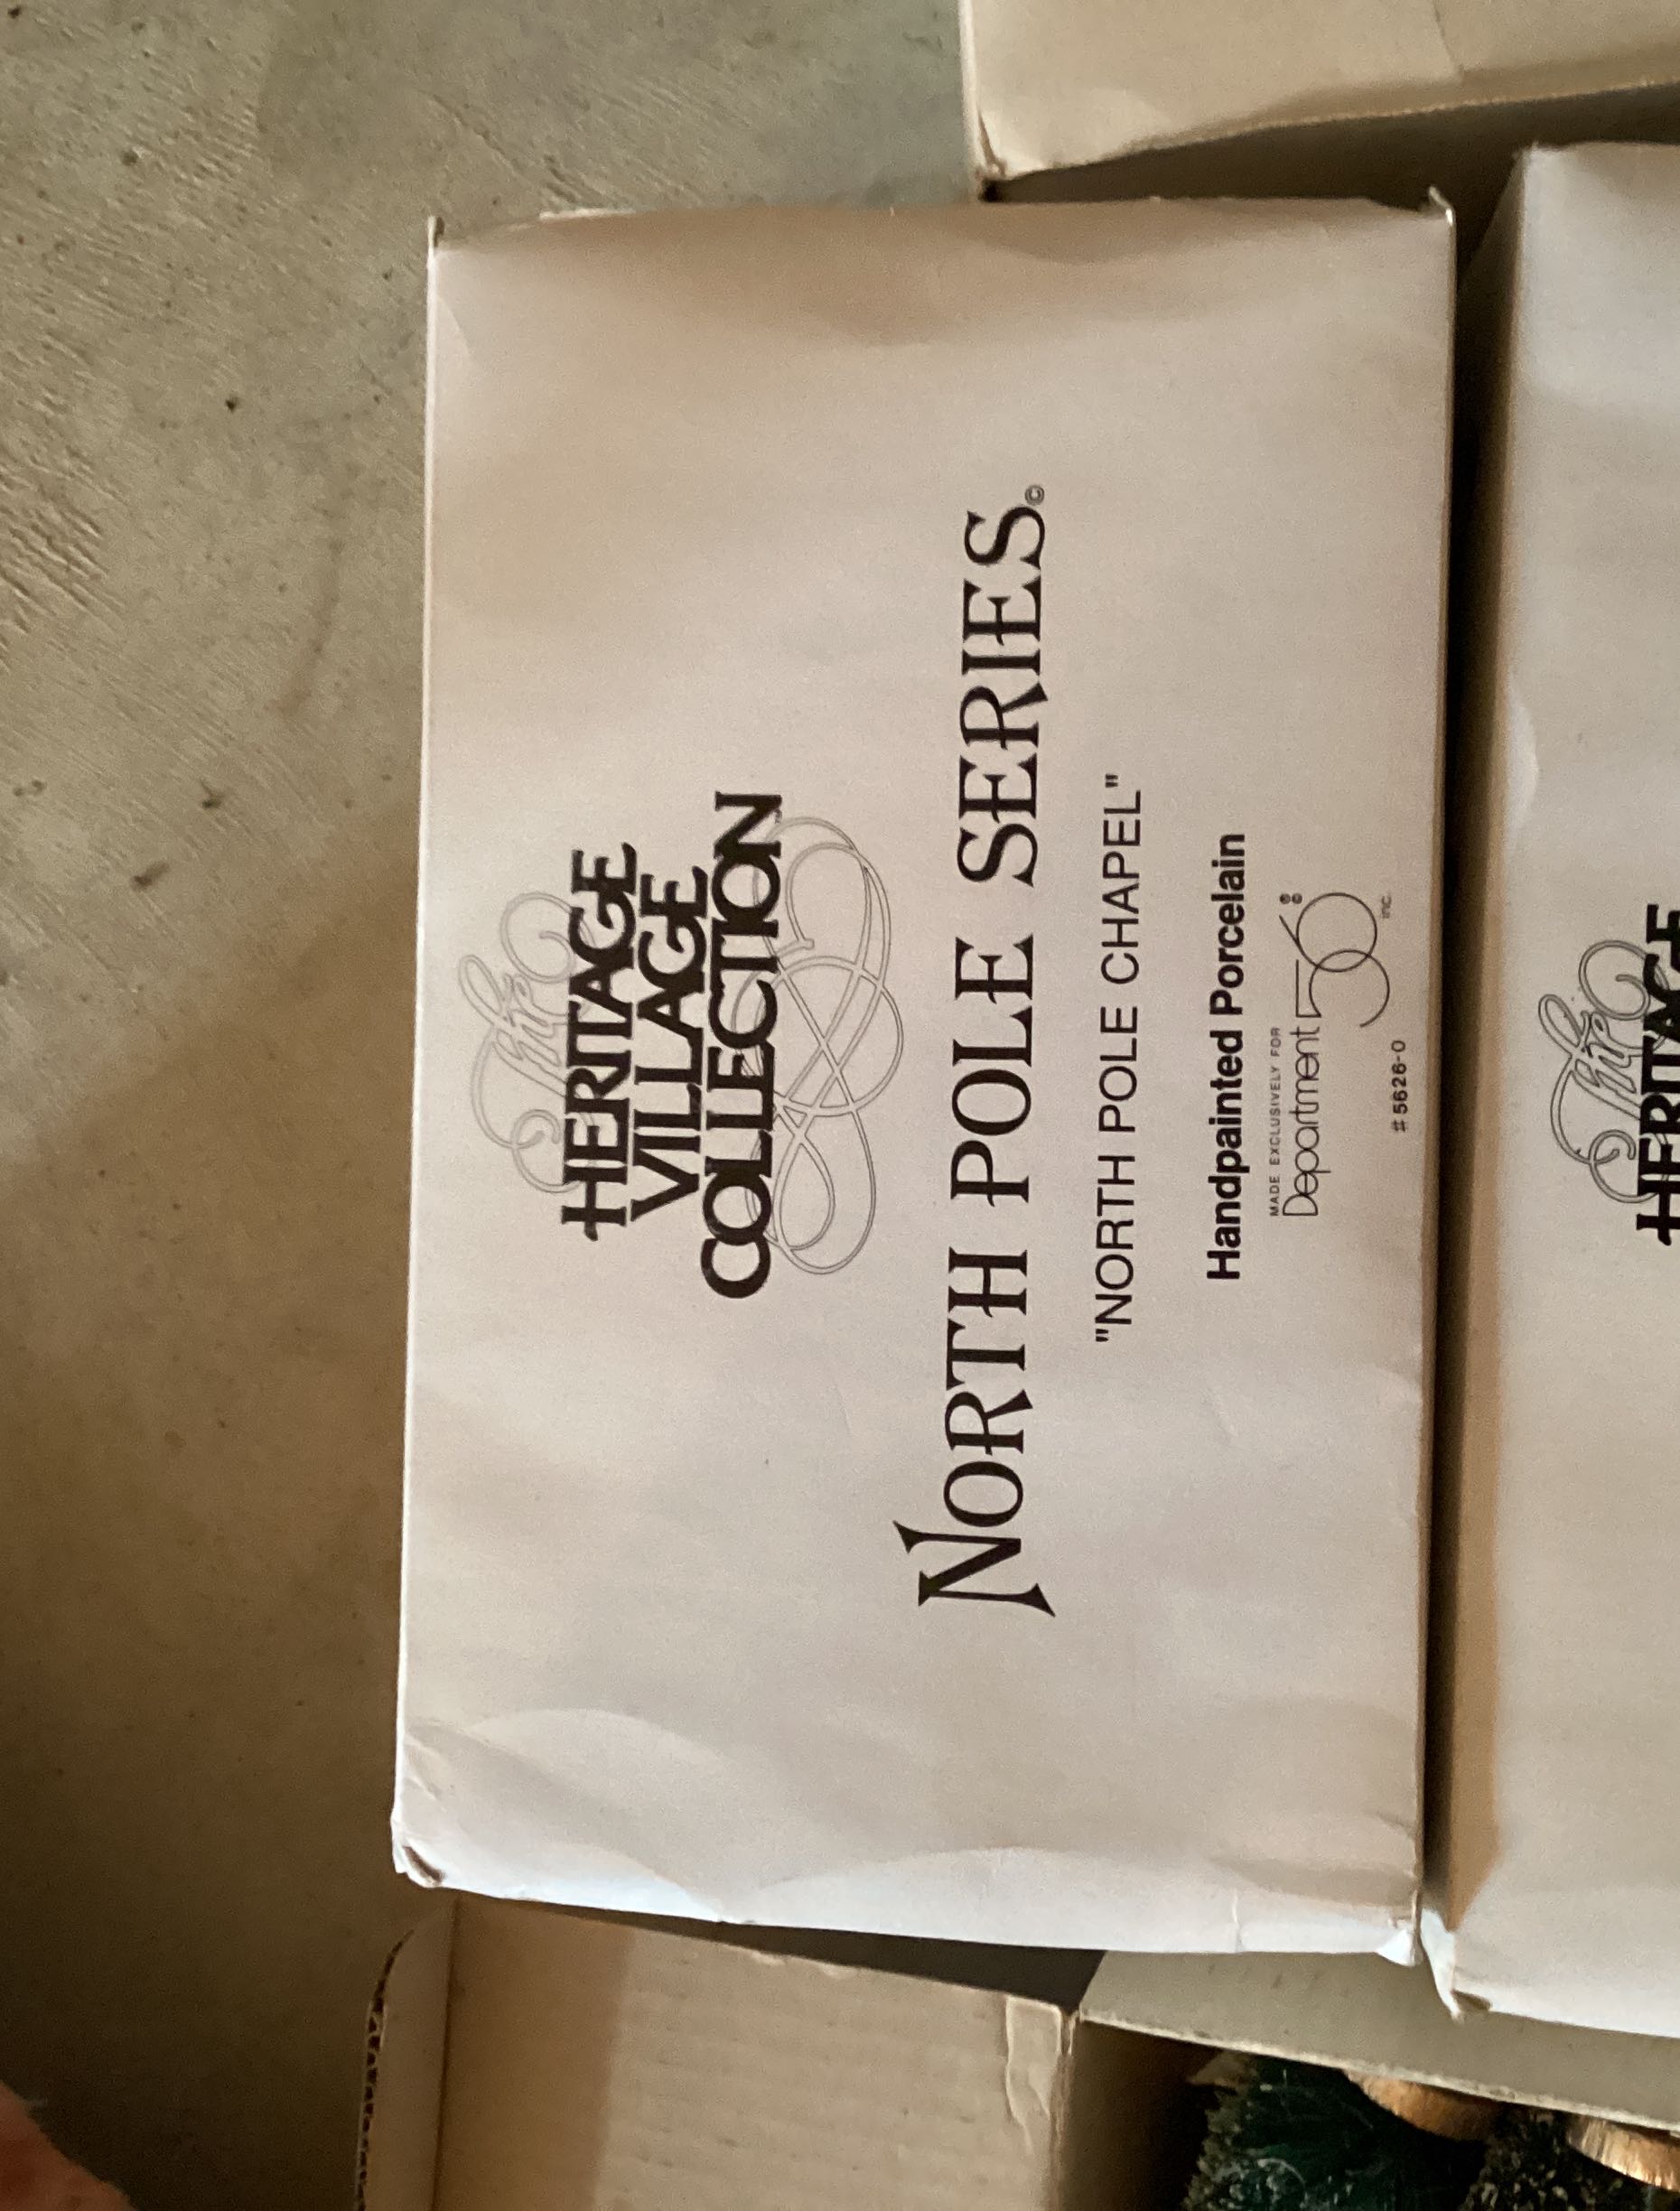 The
HERITAGE
VILLAGE
COLLECTION
NORTH POLE SERIES.©
"NORTH POLE CHAPEL"
Handpainted Porcelain
MADE EXCLUSIVELY FOR
Department 56®
INC.
#5626-0
The
HERITAGE